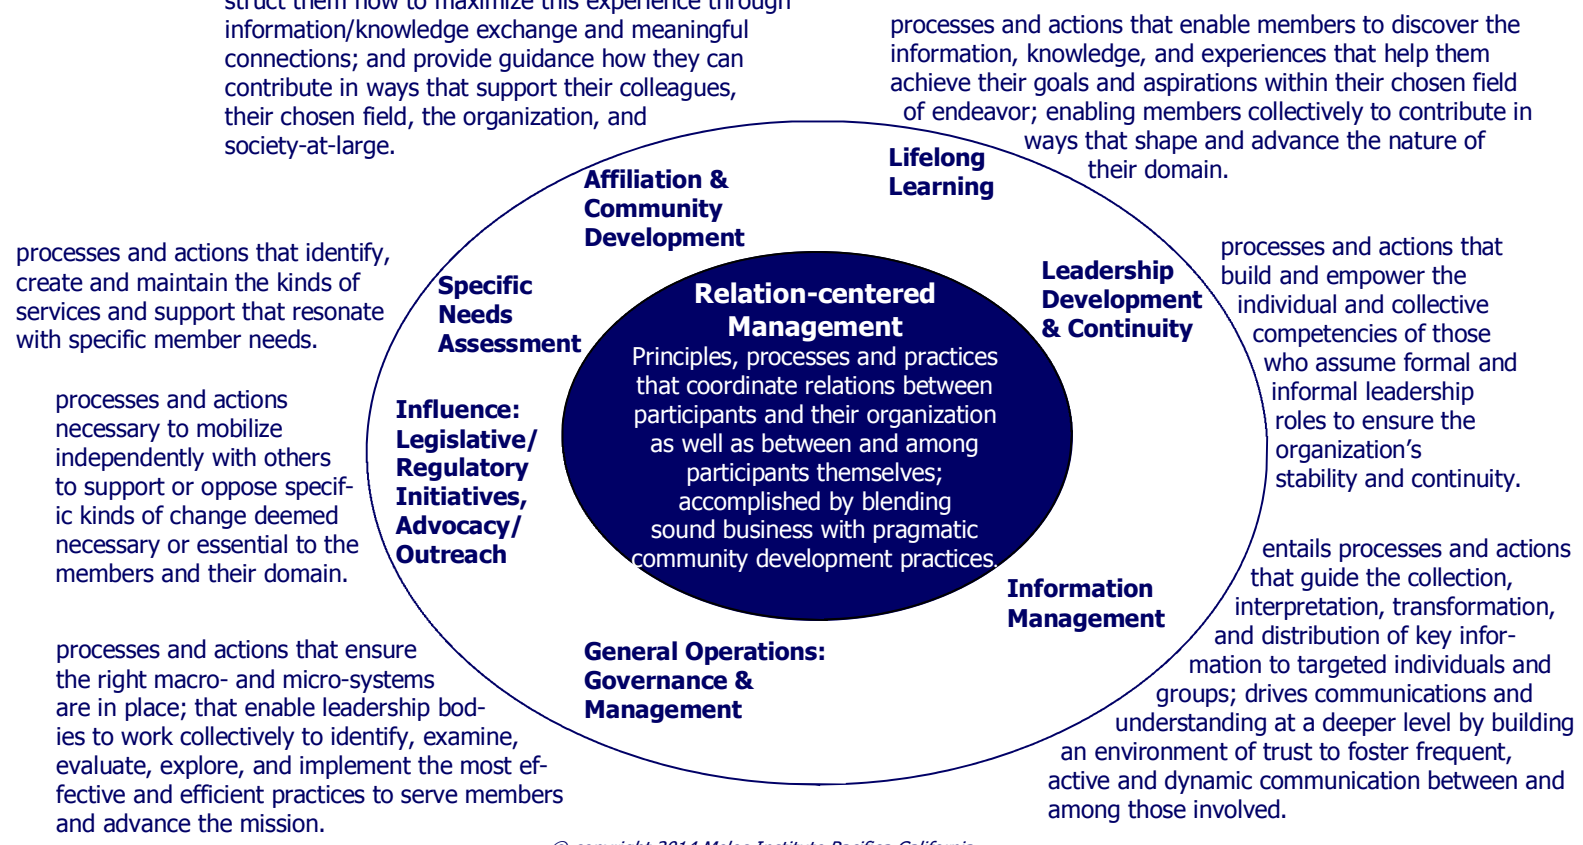 struct them how to maximize this experience through
information/knowledge exchange and meaningful
connections; and provide guidance how they can
contribute in ways that support their colleagues,
their chosen field, the organization, and
society-at-large.
processes and actions that enable members to discover the
information, knowledge, and experiences that help them
achieve their goals and aspirations within their chosen field
of endeavor; enabling members collectively to contribute in
ways that shape and advance the nature of
their domain.
Affiliation &
Community
Development
Lifelong
Learning
processes and actions that identify,
create and maintain the kinds of
services and support that resonate
with specific member needs.
Specific
Needs
Assessment
Relation-centered
Management
Principles, processes and practices
that coordinate relations between
participants and their organization
as well as between and among
participants themselves;
accomplished by blending
sound business with pragmatic
community development practices.
Leadership
Development
& Continuity
processes and actions that
build and empower the
individual and collective
competencies of those
who assume formal and
informal leadership
roles to ensure the
organization’s
stability and continuity.
processes and actions
necessary to mobilize
independently with others
to support or oppose specif-
ic kinds of change deemed
necessary or essential to the
members and their domain.
Influence:
Legislative/
Regulatory
Initiatives,
Advocacy/
Outreach
Information
Management
entails processes and actions
that guide the collection,
interpretation, transformation,
and distribution of key infor-
mation to targeted individuals and
groups; drives communications and
understanding at a deeper level by building
an environment of trust to foster frequent,
active and dynamic communication between and
among those involved.
General Operations:
Governance &
Management
processes and actions that ensure
the right macro- and micro-systems
are in place; that enable leadership bod-
ies to work collectively to identify, examine,
evaluate, explore, and implement the most ef-
fective and efficient practices to serve members
and advance the mission.
© copyright 2014 Melos Institute Pacifica California